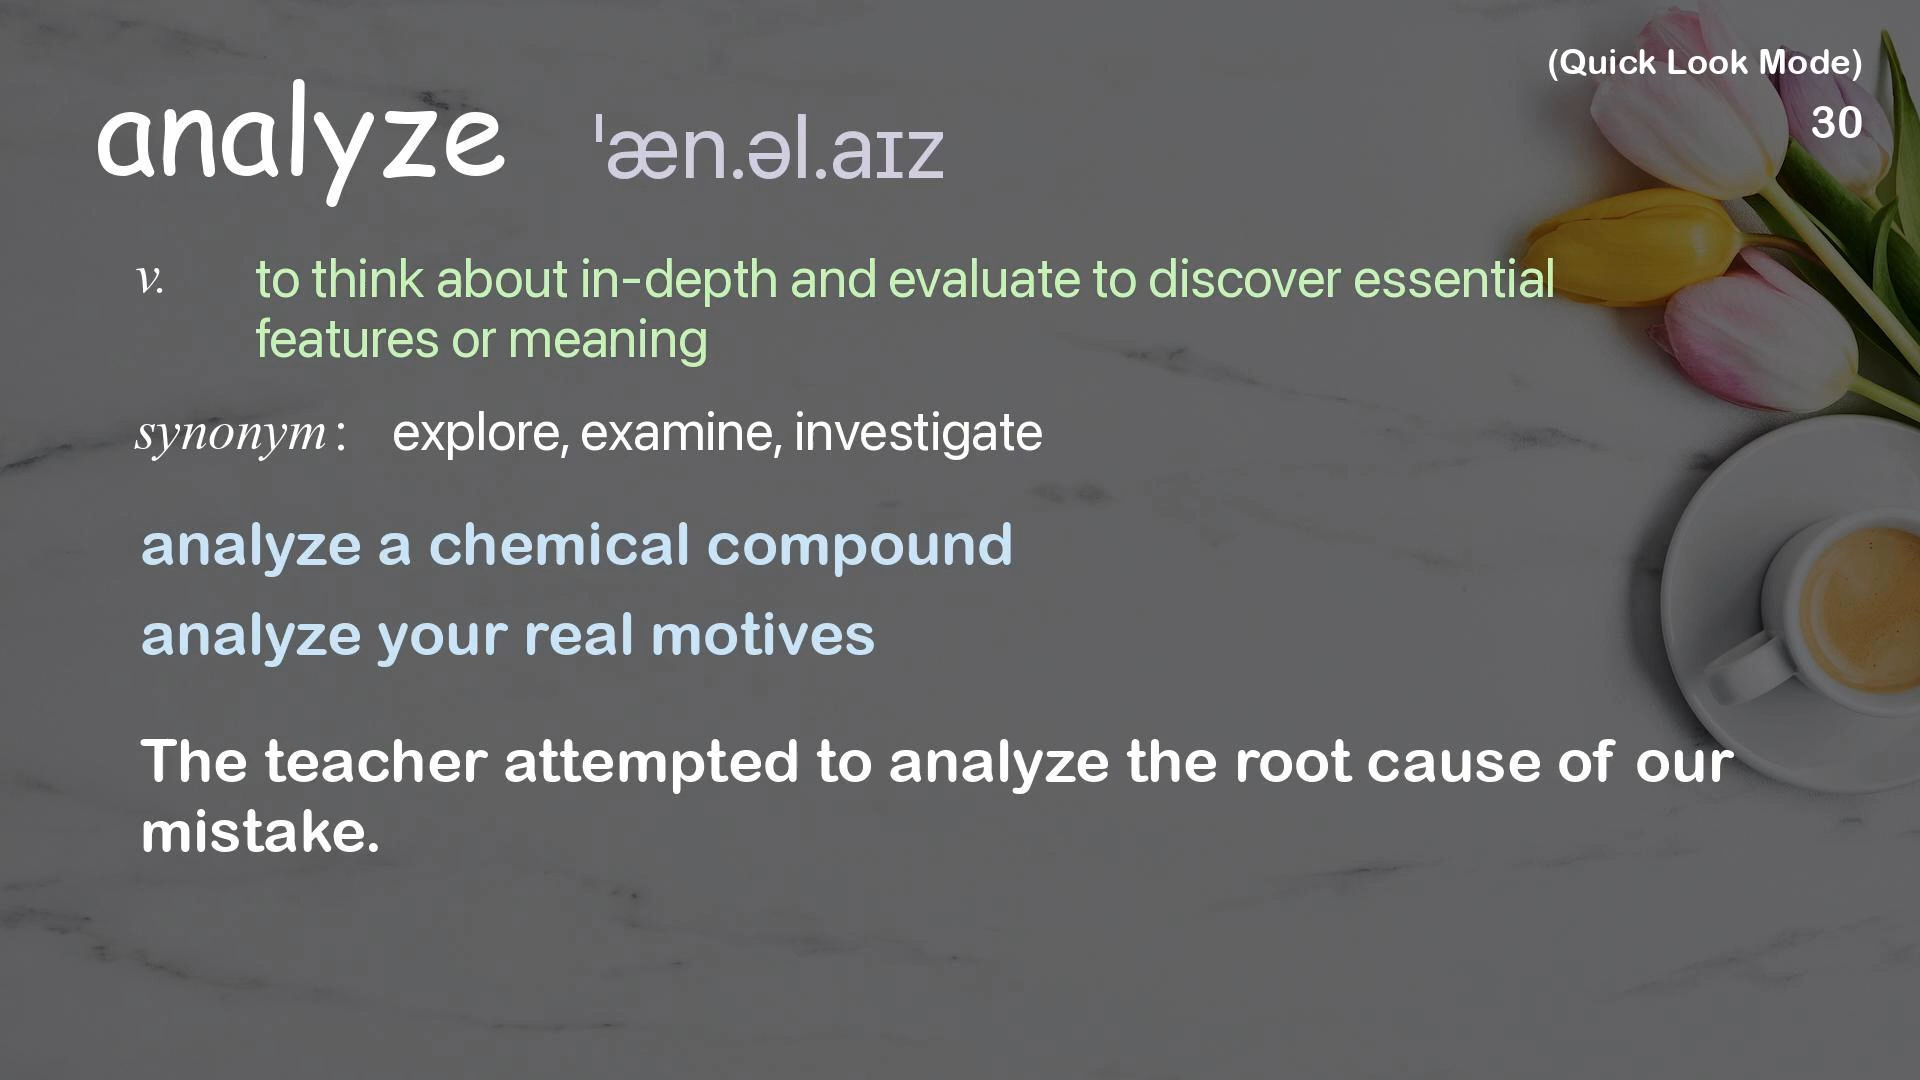 (Quick Look Mode)
30
analyze ˈæn.əl.aɪz
v. to think about in-depth and evaluate to discover essential
features or meaning
synonym: explore, examine, investigate
analyze a chemical compound
analyze your real motives
The teacher attempted to analyze the root cause of our
mistake.